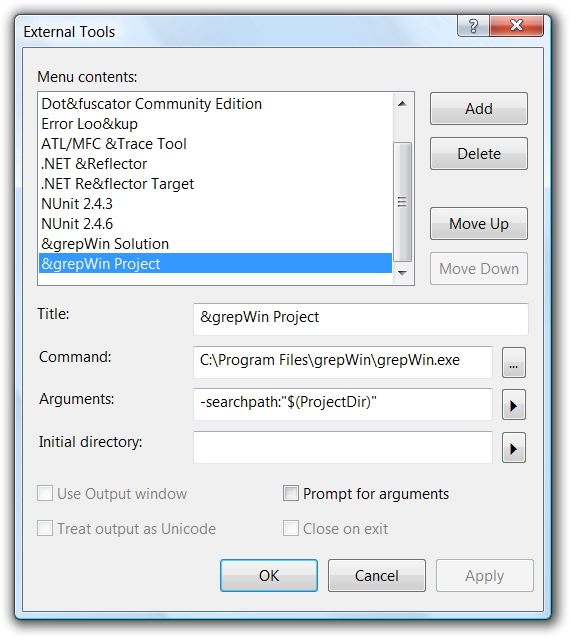 External Tools
Menu contents:
Dot&fuscator Community Edition
Error Loo&kup
ATL/MFC &Trace Tool
.NET &Reflector
.NET Re&flector Target
NUnit 2.4.3
NUnit 2.4.6
&grepWin Solution
&grepWin Project
Add
Delete
Move Up
Move Down
Title:
&grepWin Project
Command:
C:\Program Files\grepWin\grepWin.exe
...
Arguments:
-searchpath:"$(ProjectDir)"
Initial directory:
Use Output window
Prompt for arguments
Treat output as Unicode
Close on exit
OK
Cancel
Apply